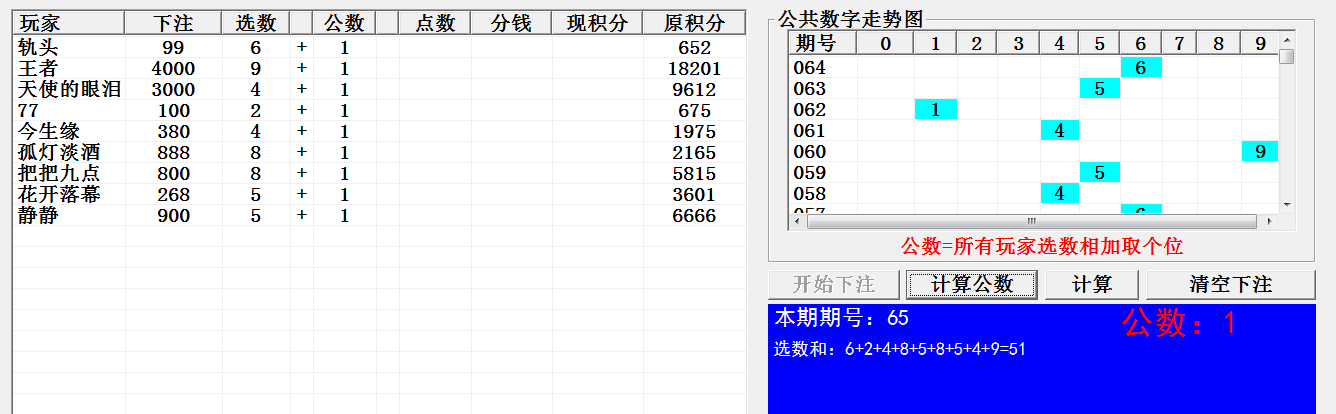 玩家 下注 选数 公数 点数 分钱 现积分 原积分
轨头 99 6 + 1 652
王者 4000 9 + 1 18201
天使的眼泪 3000 4 + 1 9612
77 100 2 + 1 675
今生缘 380 4 + 1 1975
孤灯淡酒 888 8 + 1 2165
把把九点 800 8 + 1 5815
花开落幕 268 5 + 1 3601
静静 900 5 + 1 6666
公共数字走势图
期号 0 1 2 3 4 5 6 7 8 9
064 6
063 5
062 1
061 4
060 9
059 5
058 4
057 6
公数=所有玩家选数相加取个位
开始下注 计算公数 计算 清空下注
本期期号：65 公数：1
选数和：6+2+4+8+5+8+5+4+9=51